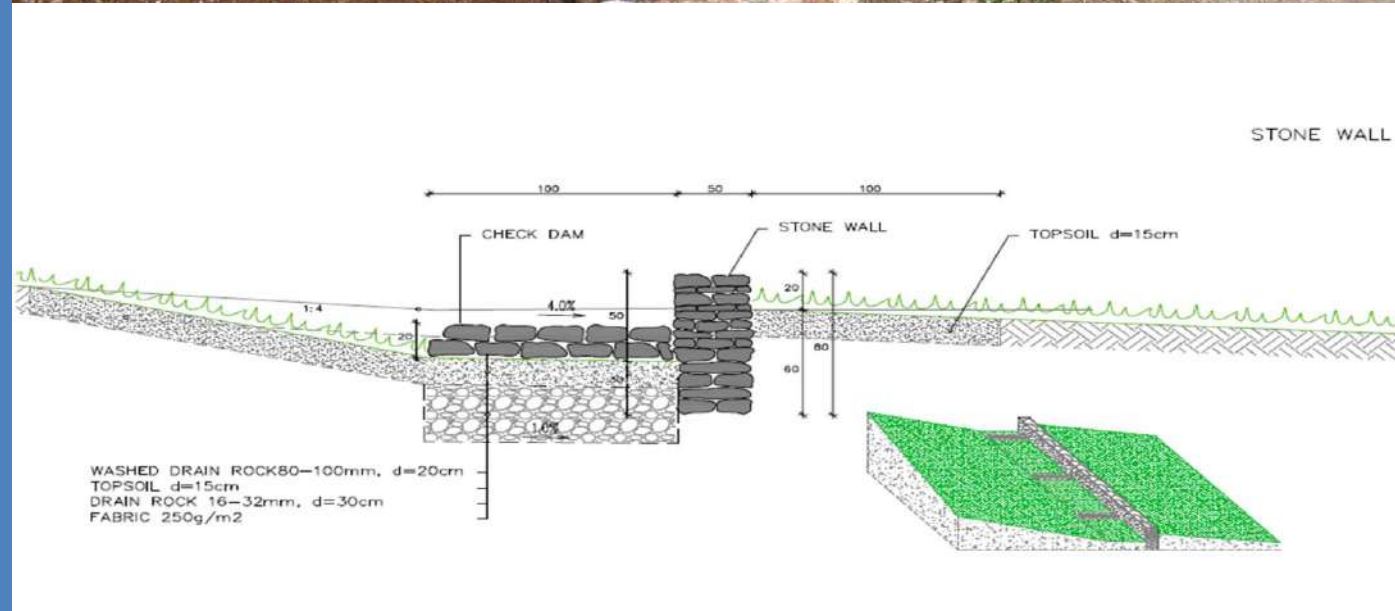 STONE WALL
100 50 100
CHECK DAM
STONE WALL
TOPSOIL d=15cm
1:4
4.0%
20
50
20
80
60
1.0%
WASHED DRAIN ROCK80-100mm, d=20cm
TOPSOIL d=15cm
DRAIN ROCK 16-32mm, d=30cm
FABRIC 250g/m2